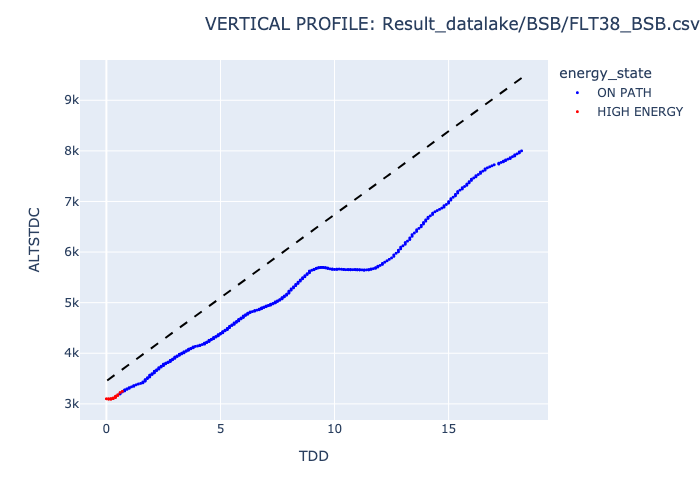 VERTICAL PROFILE: Result_datalake/BSB/FLT38_BSB.csv
energy_state
ON PATH
HIGH ENERGY
9k
8k
7k
6k
5k
4k
3k
ALTSTDC
0
5
10
15
TDD